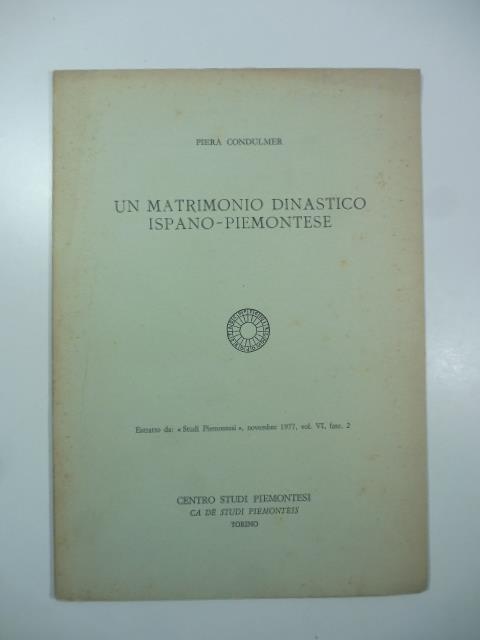 PIERA CONDULMER
UN MATRIMONIO DINASTICO
ISPANO-PIEMONTESE
Estratto da: « Studi Piemontesi », novembre 1977, vol. VI, fasc. 2
CENTRO STUDI PIEMONTESI
CA DË STUDI PIEMONTEIS
TORINO